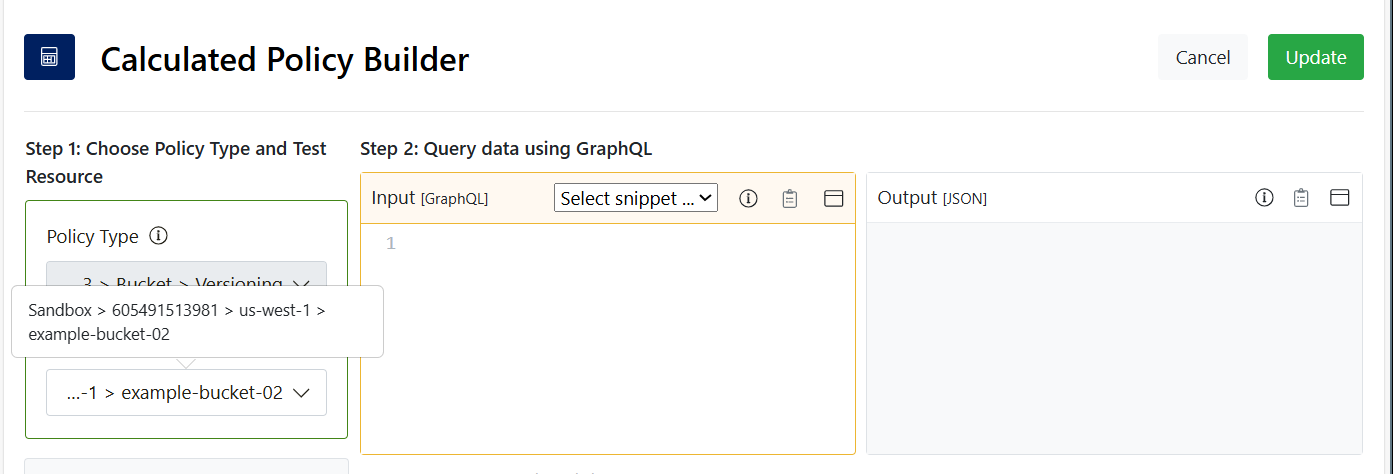 Calculated Policy Builder
Cancel
Update
Step 1: Choose Policy Type and Test
Resource
Policy Type
3 > Bucket > Versioning
Sandbox > 605491513981 > us-west-1 >
example-bucket-02
...-1 > example-bucket-02
Step 2: Query data using GraphQL
Input [GraphQL]
Select snippet ...
1
Output [JSON]